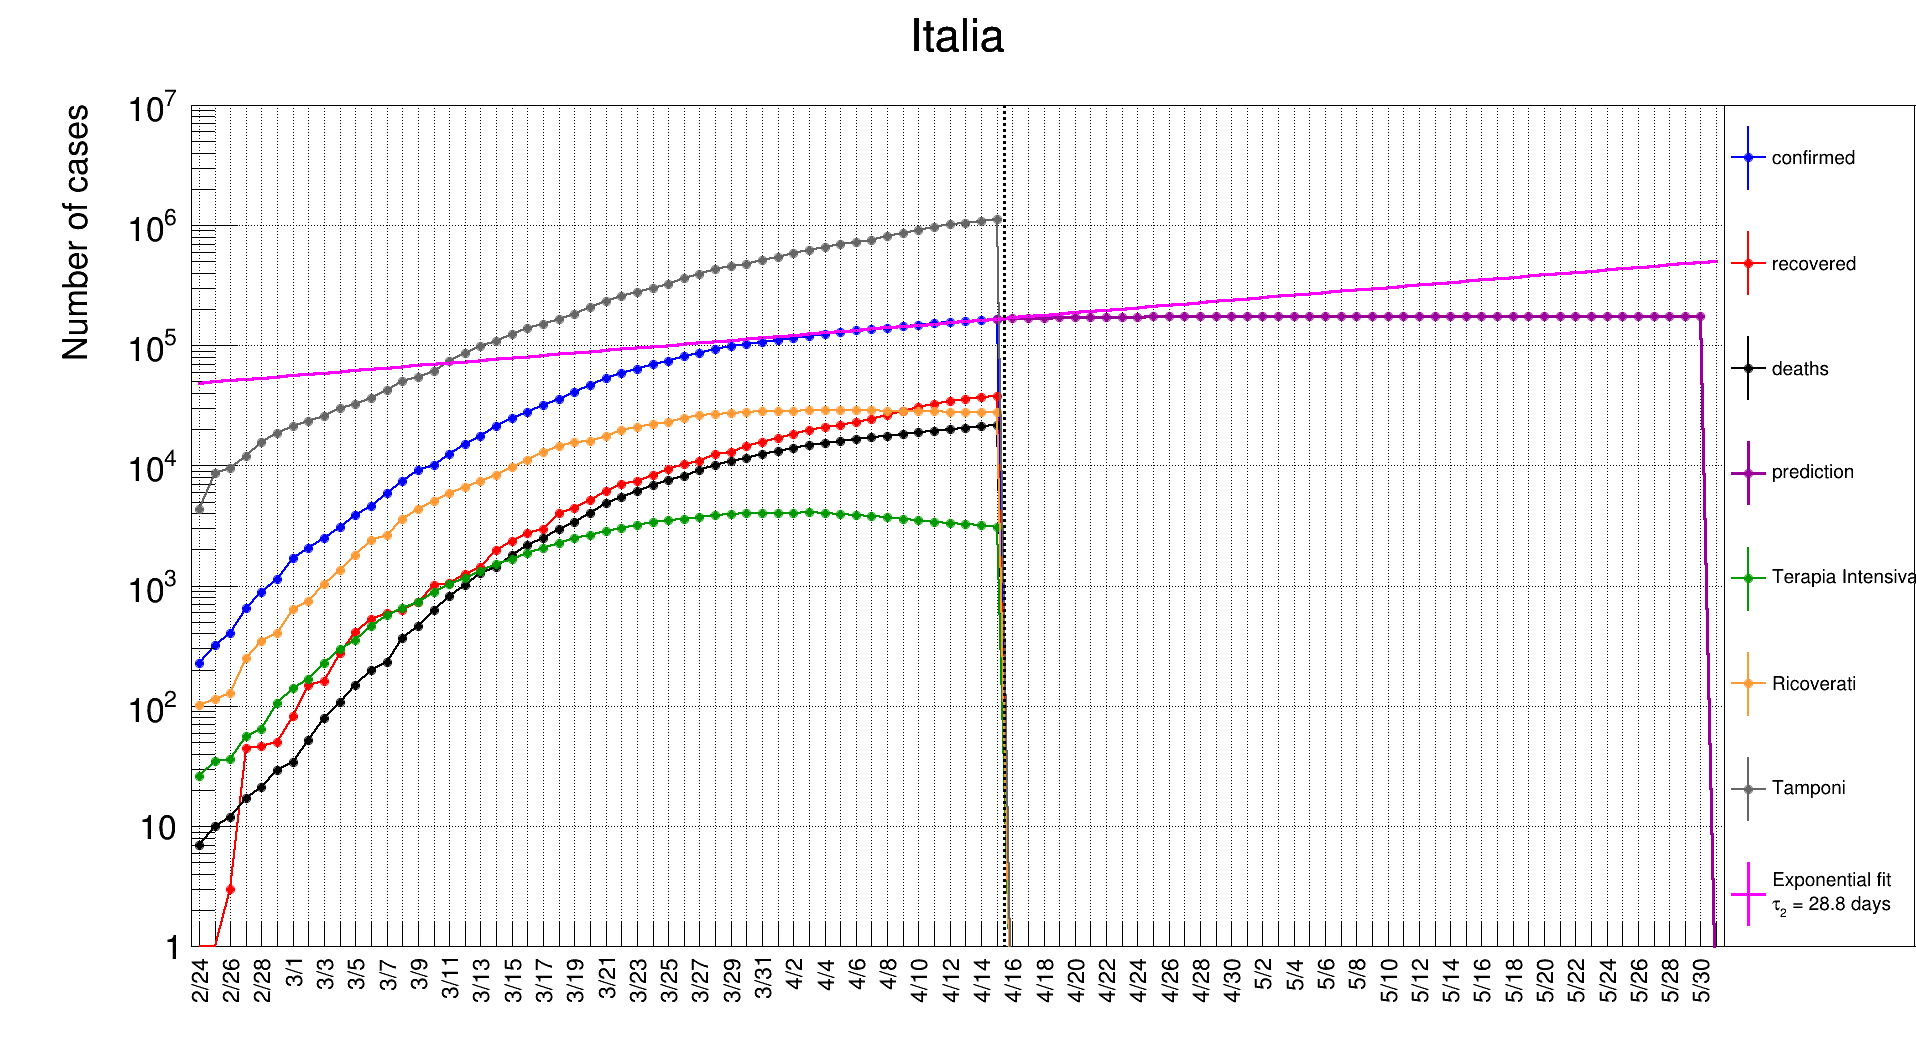 Italia
Number of cases
10^7
10^6
10^5
10^4
10^3
10^2
10
1
2/24 2/26 2/28 3/1 3/3 3/5 3/7 3/9 3/11 3/13 3/15 3/17 3/19 3/21 3/23 3/25 3/27 3/29 3/31 4/2 4/4 4/6 4/8 4/10 4/12 4/14 4/16 4/18 4/20 4/22 4/24 4/26 4/28 4/30 5/2 5/4 5/6 5/8 5/10 5/12 5/14 5/16 5/18 5/20 5/22 5/24 5/26 5/28 5/30
confirmed
recovered
deaths
prediction
Terapia Intensiva
Ricoverati
Tamponi
Exponential fit
τ_2 = 28.8 days